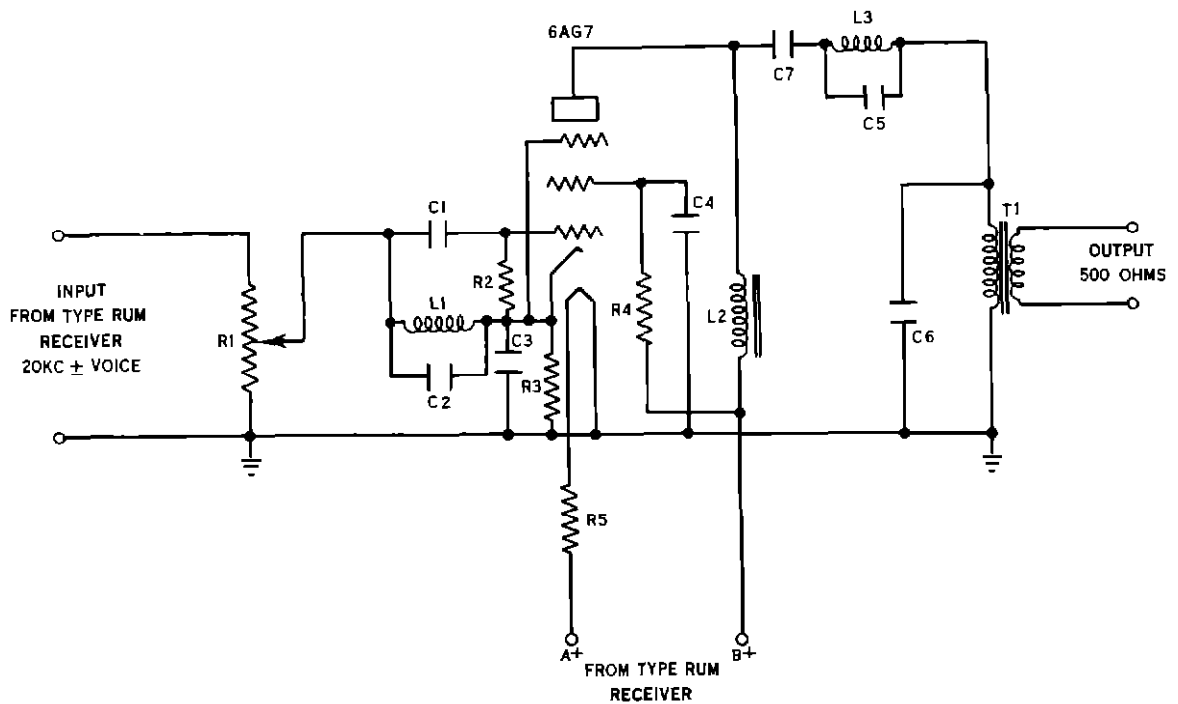 6AG7
L3
C7
C5
C1
C4
T1
INPUT
FROM TYPE RUM
RECEIVER
20KC ± VOICE
R1
R2
L1
C3
C2
R3
R4
L2
C6
OUTPUT
500 OHMS
R5
A+
B+
FROM TYPE RUM
RECEIVER